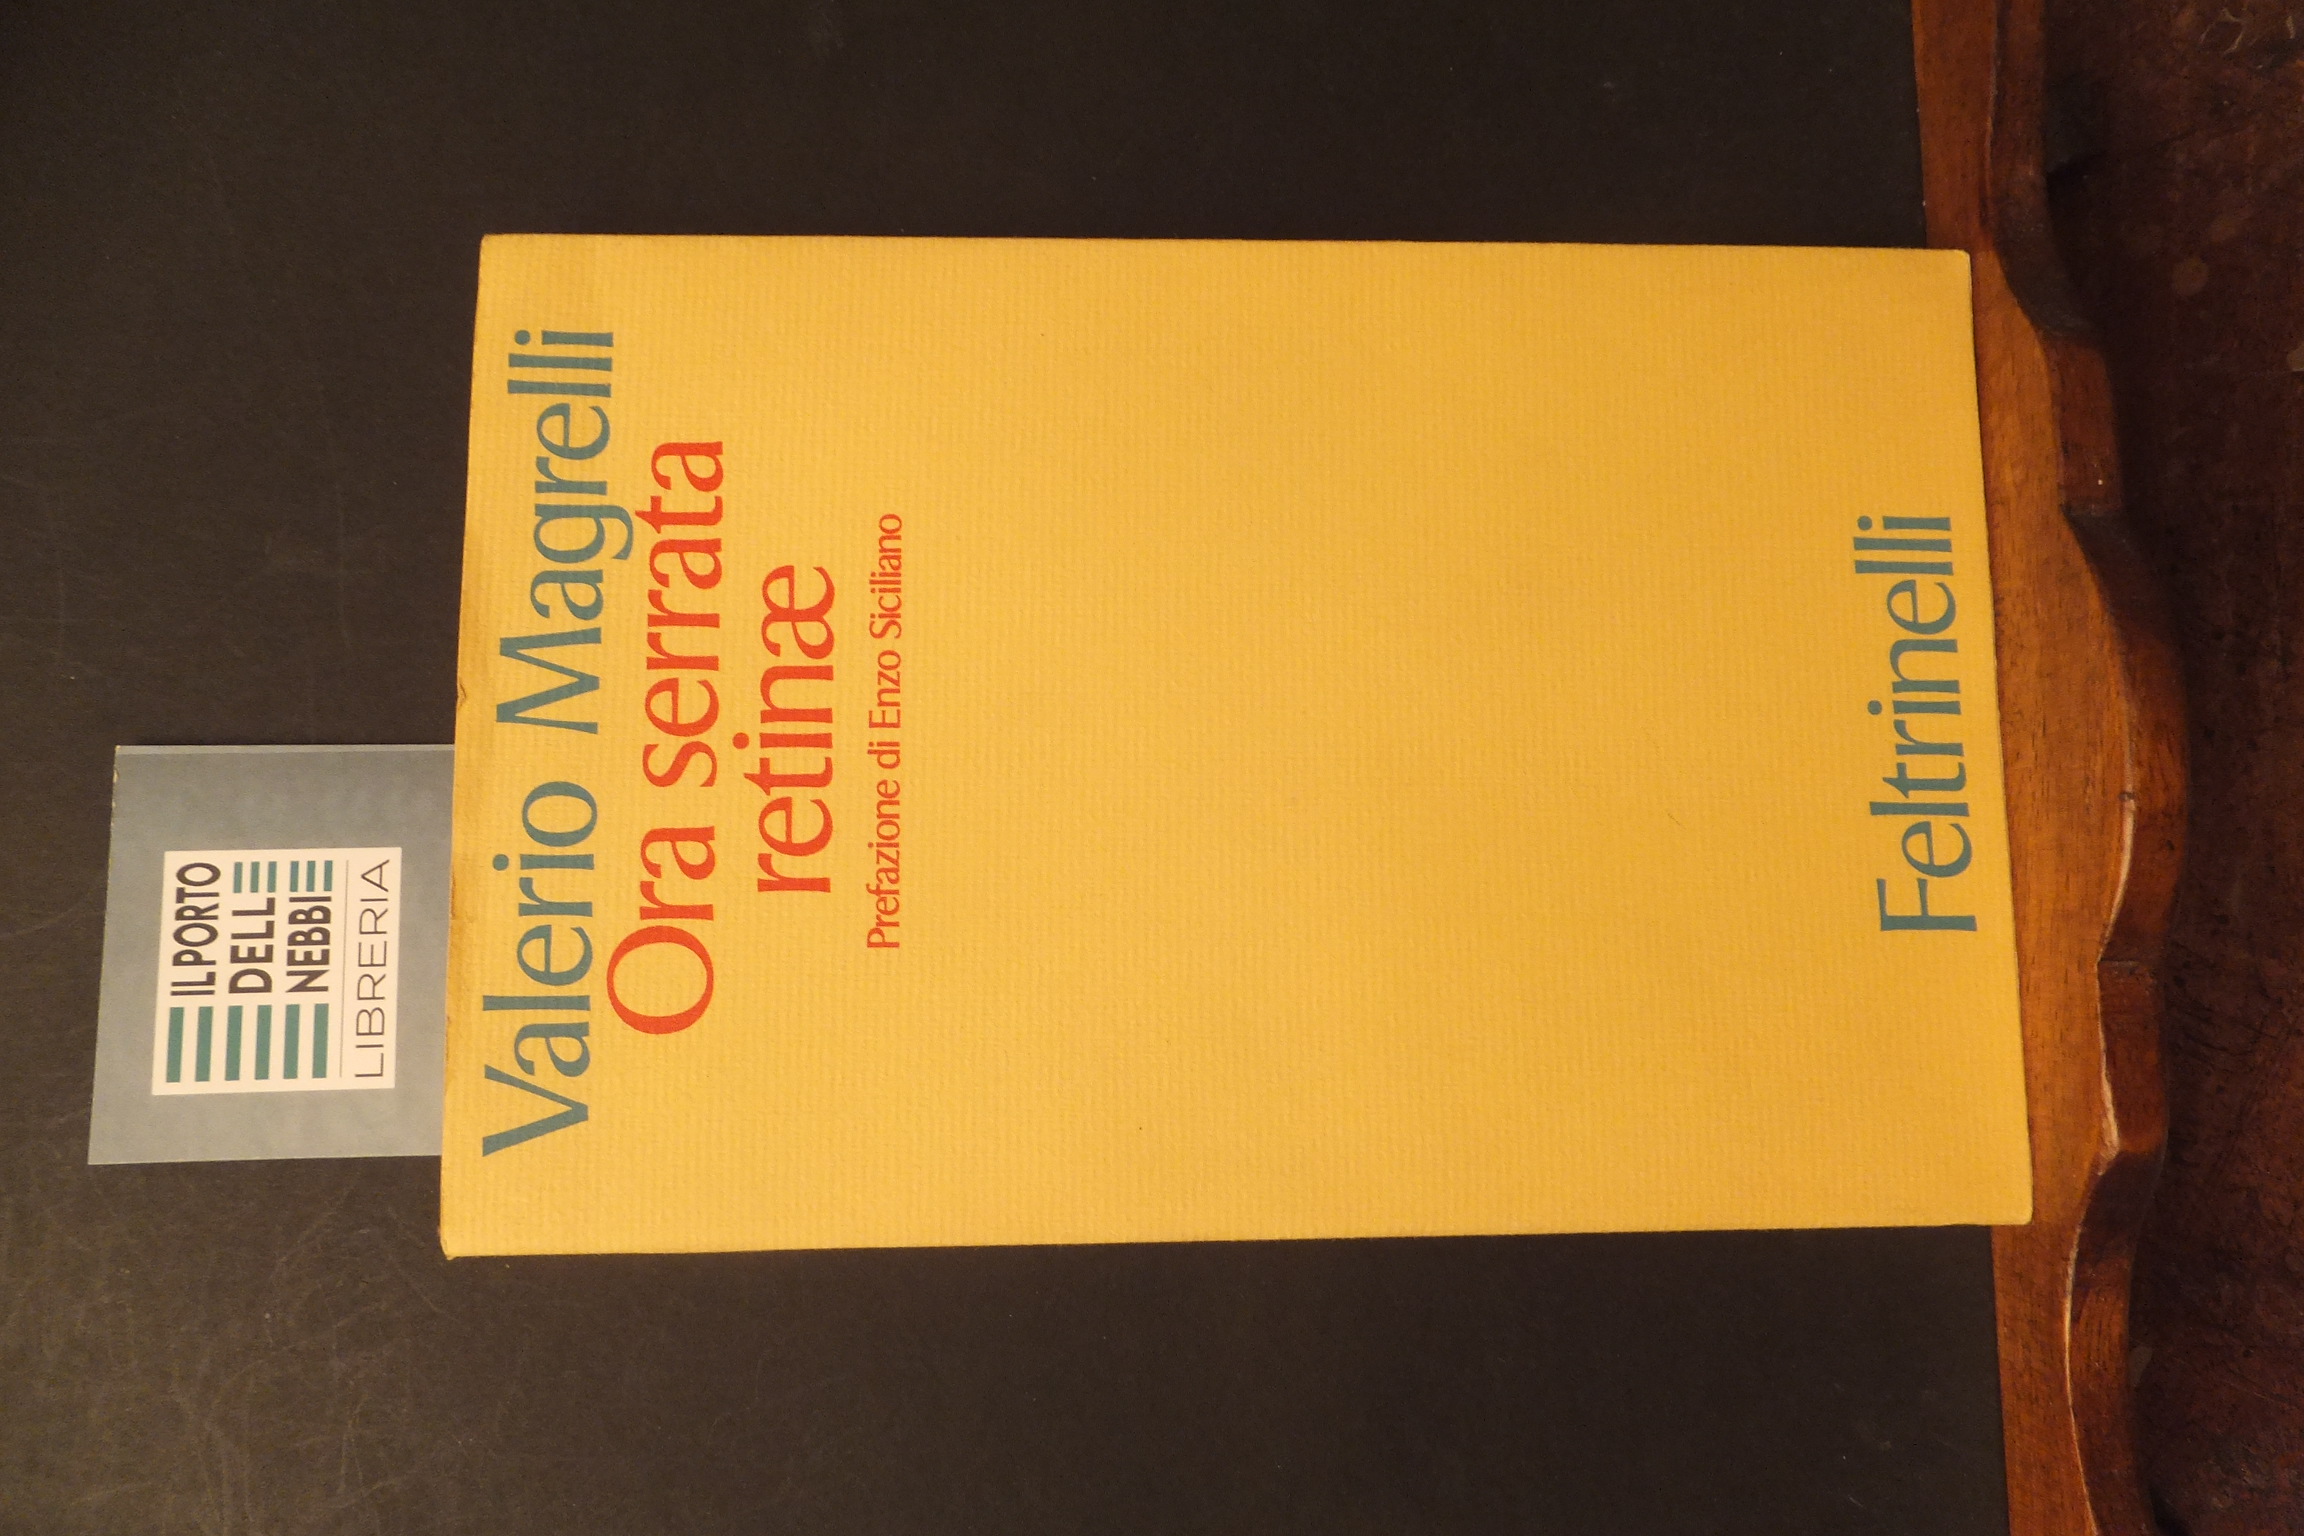 IL PORTO
DELLE
NEBBIE
LIBRERIA
Valerio Magrelli
Ora serrata
retinæ
Prefazione di Enzo Siciliano
Feltrinelli